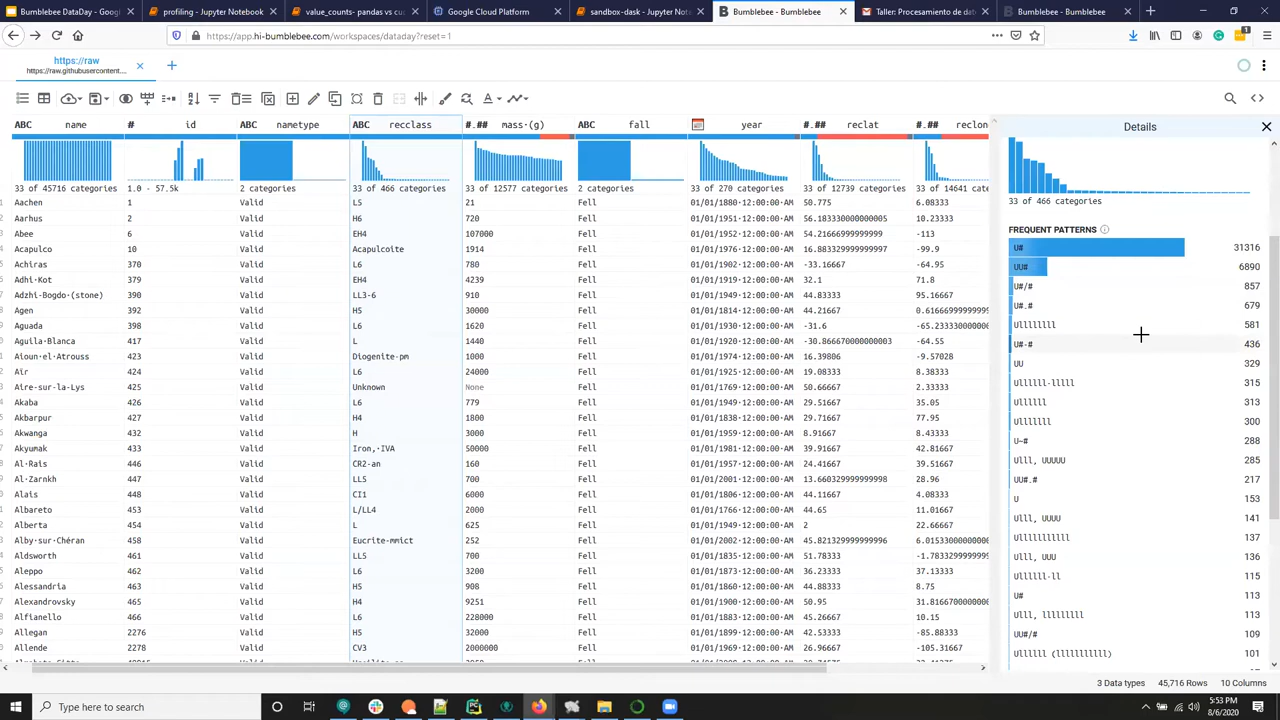 Bumblebee DataDay - Googl
profiling - Jupyter Notebook
value_counts- pandas vs cu
Google Cloud Platform
sandbox-dask - Jupyter Note
Bumblebee - Bumblebee
Taller: Procesamiento de dat
Bumblebee - Bumblebee
https://app.hi-bumblebee.com/workspaces/dataday?reset=1
https://raw
https://raw.githubusercontent....
ABC name # id ABC nametype ABC recclass #.## mass·(g) ABC fall year #.## reclat #.## reclon
33 of 45716 categories 1.0 - 57.5k 2 categories 33 of 466 categories 33 of 12577 categories 2 categories 33 of 270 categories 33 of 12739 categories 33 of 14641 categories
Aachen 1 Valid L5 21 Fell 01/01/1880·12:00:00·AM 50.775 6.08333
Aarhus 2 Valid H6 720 Fell 01/01/1951·12:00:00·AM 56.183330000000005 10.23333
Abee 6 Valid EH4 107000 Fell 01/01/1952·12:00:00·AM 54.21666999999999 -113
Acapulco 10 Valid Acapulcoite 1914 Fell 01/01/1976·12:00:00·AM 16.883329999999997 -99.9
Achiras 370 Valid L6 780 Fell 01/01/1902·12:00:00·AM -33.16667 -64.95
Adhi·Kot 379 Valid EH4 4239 Fell 01/01/1919·12:00:00·AM 32.1 71.8
Adzhi-Bogdo·(stone) 390 Valid LL3-6 910 Fell 01/01/1949·12:00:00·AM 44.83333 95.16667
Agen 392 Valid H5 30000 Fell 01/01/1814·12:00:00·AM 44.21667
Aguada 398 Valid L6 1620 Fell 01/01/1930·12:00:00·AM -31.6
Aguila·Blanca 417 Valid L 1440 Fell 01/01/1920·12:00:00·AM -30.866670000000003 -64.55
Aioun·el·Atrouss 423 Valid Diogenite-pm 1000 Fell 01/01/1974·12:00:00·AM 16.39806 -9.57028
Aïr 424 Valid L6 24000 Fell 01/01/1925·12:00:00·AM 19.08333 8.38333
Aire-sur-la-Lys 425 Valid Unknown None Fell 01/01/1769·12:00:00·AM 50.66667 2.33333
Akaba 426 Valid L6 779 Fell 01/01/1949·12:00:00·AM 29.51667 35.05
Akbarpur 427 Valid H4 1800 Fell 01/01/1838·12:00:00·AM 29.71667 77.95
Akwanga 432 Valid H 3000 Fell 01/01/1959·12:00:00·AM 8.91667 8.43333
Akyumak 433 Valid Iron,·IVA 50000 Fell 01/01/1981·12:00:00·AM 39.91667 42.81667
Al·Rais 446 Valid CR2-an 160 Fell 01/01/1957·12:00:00·AM 24.41667 39.51667
Al·Zarnkh 447 Valid LL5 700 Fell 01/01/2001·12:00:00·AM 13.660329999999998 28.96
Alais 448 Valid CI1 6000 Fell 01/01/1806·12:00:00·AM 44.11667 4.08333
Albareto 453 Valid L/LL4 2000 Fell 01/01/1766·12:00:00·AM 44.65 11.01667
Alberta 454 Valid L 625 Fell 01/01/1949·12:00:00·AM 2 22.66667
Alby·sur·Chéran 458 Valid Eucrite-mmict 252 Fell 01/01/2002·12:00:00·AM 45.821329999999996
Aldsworth 461 Valid LL5 700 Fell 01/01/1835·12:00:00·AM 51.78333
Aleppo 462 Valid L6 3200 Fell 01/01/1873·12:00:00·AM 36.23333 37.13333
Alessandria 463 Valid H5 908 Fell 01/01/1860·12:00:00·AM 44.88333 8.75
Alexandrovsky 465 Valid H4 9251 Fell 01/01/1900·12:00:00·AM 50.95
Alfianello 466 Valid L6 228000 Fell 01/01/1883·12:00:00·AM 45.26667 10.15
Allegan 2276 Valid H5 32000 Fell 01/01/1899·12:00:00·AM 42.53333 -85.88333
Allende 2278 Valid CV3 2000000 Fell 01/01/1969·12:00:00·AM 26.96667 -105.31667
Details
33 of 466 categories
FREQUENT PATTERNS
U# 31316
UU# 6890
U#/# 857
U#.# 679
Ullllllll 581
U#-# 436
UU 329
Ulllllll-lllll 315
Ullllll 313
Ulllllll 300
U~# 288
Ulll, UUUUU 285
UU#.# 217
U 153
Ulll, UUUU 141
Ulllllllllll 137
Ulll, UUU 136
Ulllllll-ll 115
U# 113
Ulll, lllllllll 113
UU#/# 109
Ullllll (lllllllllll) 101
3 Data types 45,716 Rows 10 Columns
Type here to search
5:53 PM
8/6/2020